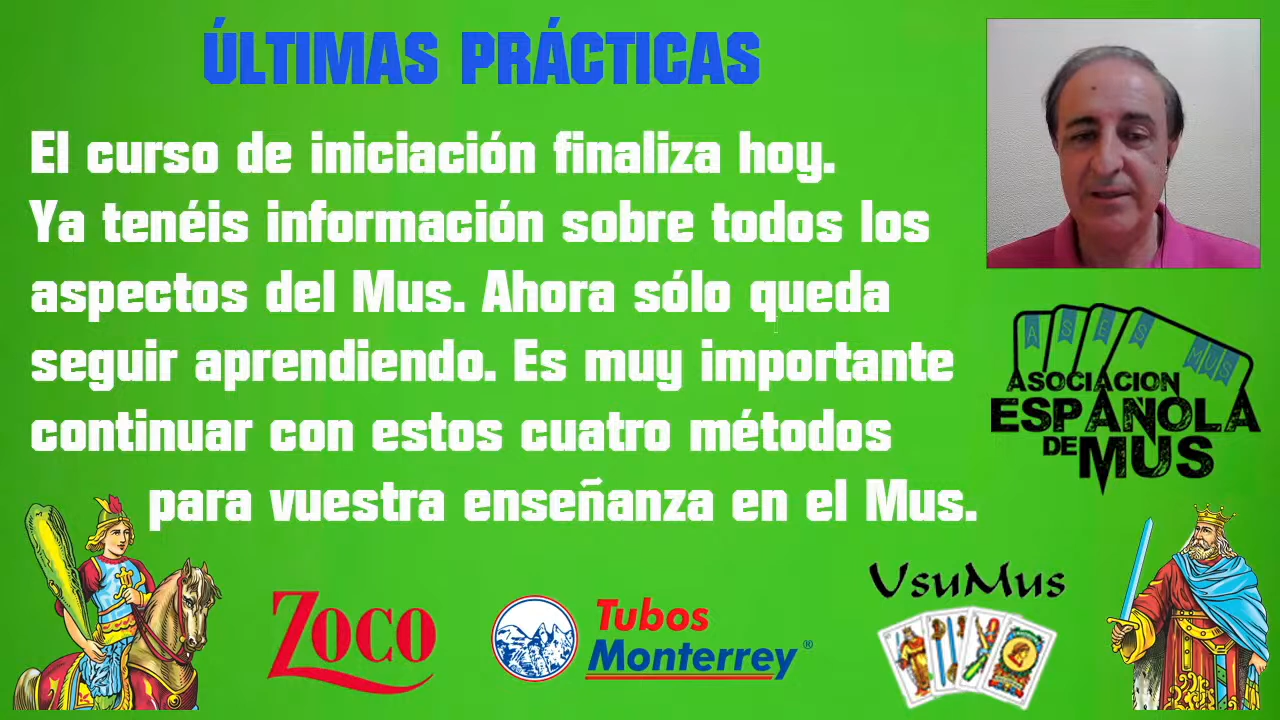 ÚLTIMAS PRÁCTICAS
El curso de iniciación finaliza hoy.
Ya tenéis información sobre todos los
aspectos del Mus. Ahora sólo queda
seguir aprendiendo. Es muy importante
continuar con estos cuatro métodos
para vuestra enseñanza en el Mus.
A S E S MUS
ASOCIACION
ESPAÑOLA
DE MUS
ZOCO
Tubos
Monterrey®
UsuMus